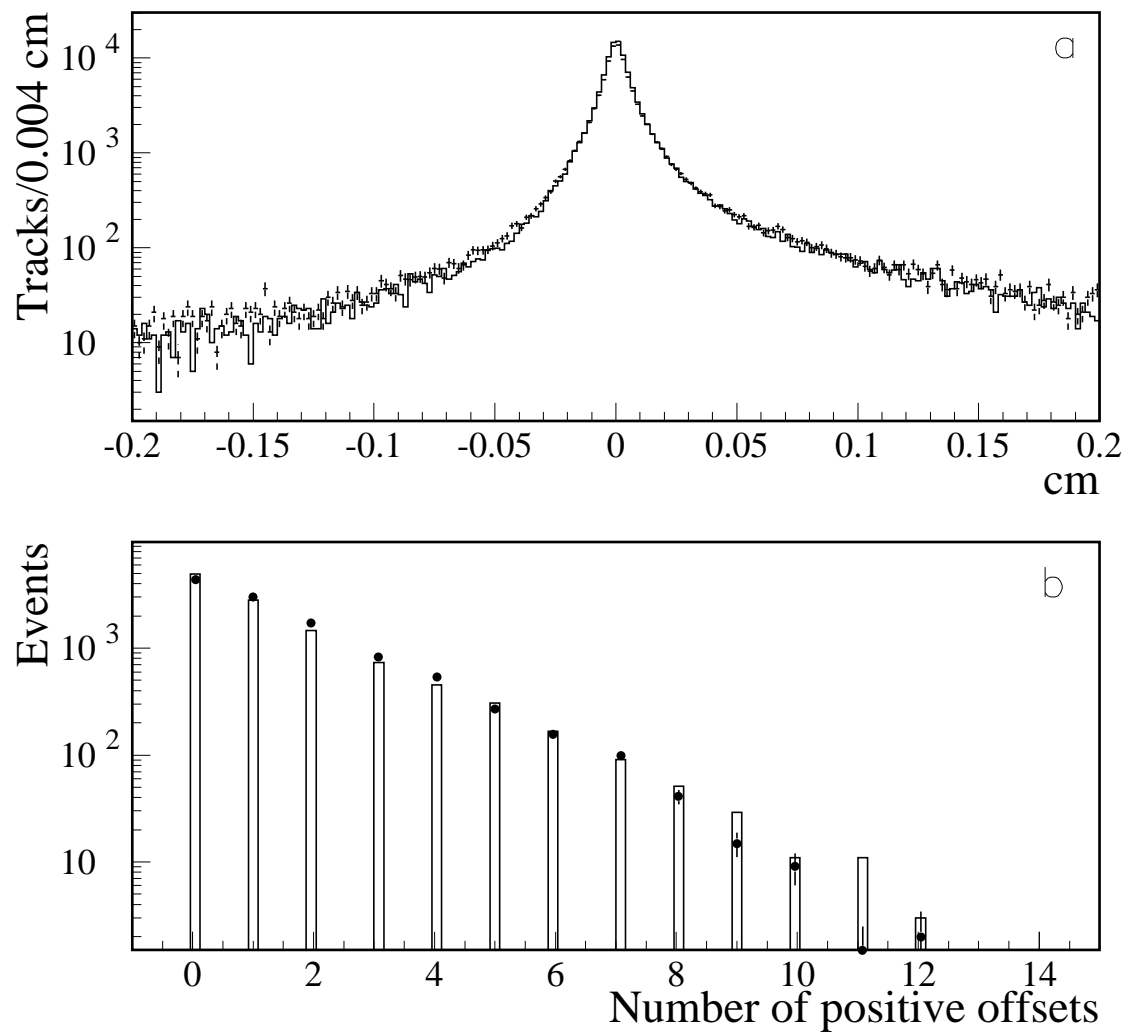 Tracks/0.004 cm
a
10 4
10 3
10 2
10
-0.2 -0.15 -0.1 -0.05 0 0.05 0.1 0.15 0.2
cm
Events
b
10 3
10 2
10
0 2 4 6 8 10 12 14
Number of positive offsets